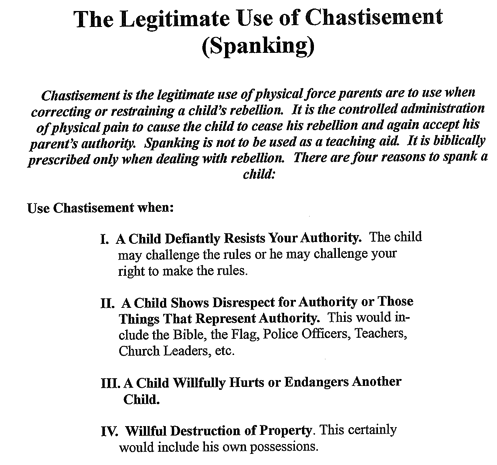 The Legitimate Use of Chastisement
(Spanking)
Chastisement is the legitimate use of physical force parents are to use when
correcting or restraining a child's rebellion. It is the controlled administration
of physical pain to cause the child to cease his rebellion and again accept his
parent's authority. Spanking is not to be used as a teaching aid. It is biblically
prescribed only when dealing with rebellion. There are four reasons to spank a
child:
Use Chastisement when:
I. A Child Defiantly Resists Your Authority. The child
may challenge the rules or he may challenge your
right to make the rules.
II. A Child Shows Disrespect for Authority or Those
Things That Represent Authority. This would in-
clude the Bible, the Flag, Police Officers, Teachers,
Church Leaders, etc.
III. A Child Willfully Hurts or Endangers Another
Child.
IV. Willful Destruction of Property. This certainly
would include his own possessions.